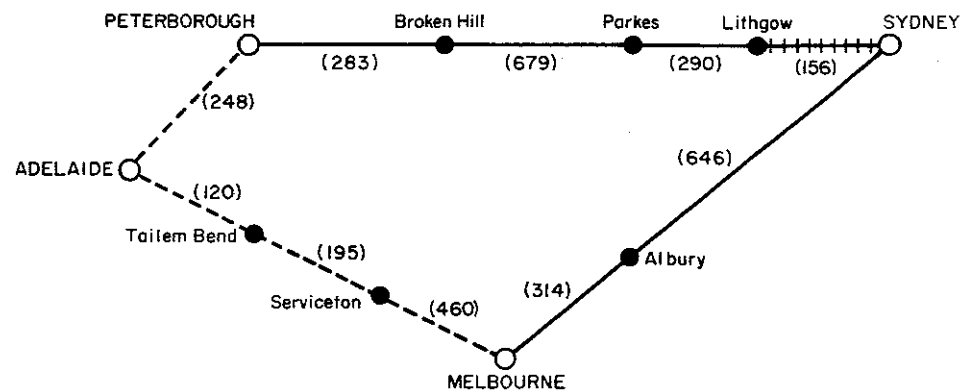 PETERBOROUGH
Broken Hill
Parkes
Lithgow
SYDNEY
(283)
(679)
(290)
(156)
(248)
(646)
ADELAIDE
(120)
Tailem Bend
(195)
Albury
(314)
Serviceton
(460)
MELBOURNE